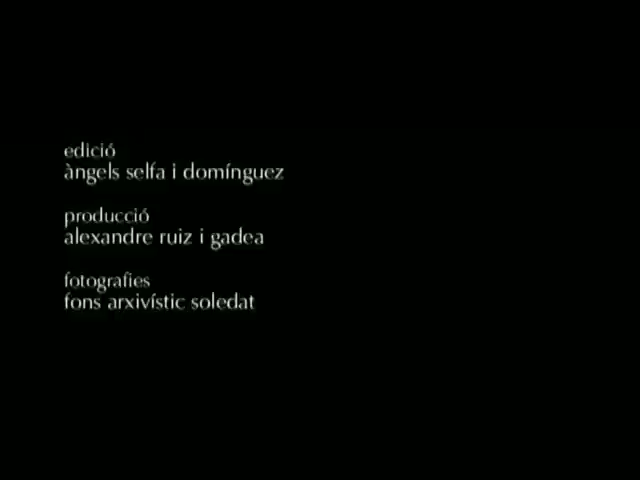 edició
àngels selfa i domínguez
producció
alexandre ruiz i gadea
fotografies
fons arxivístic soledat